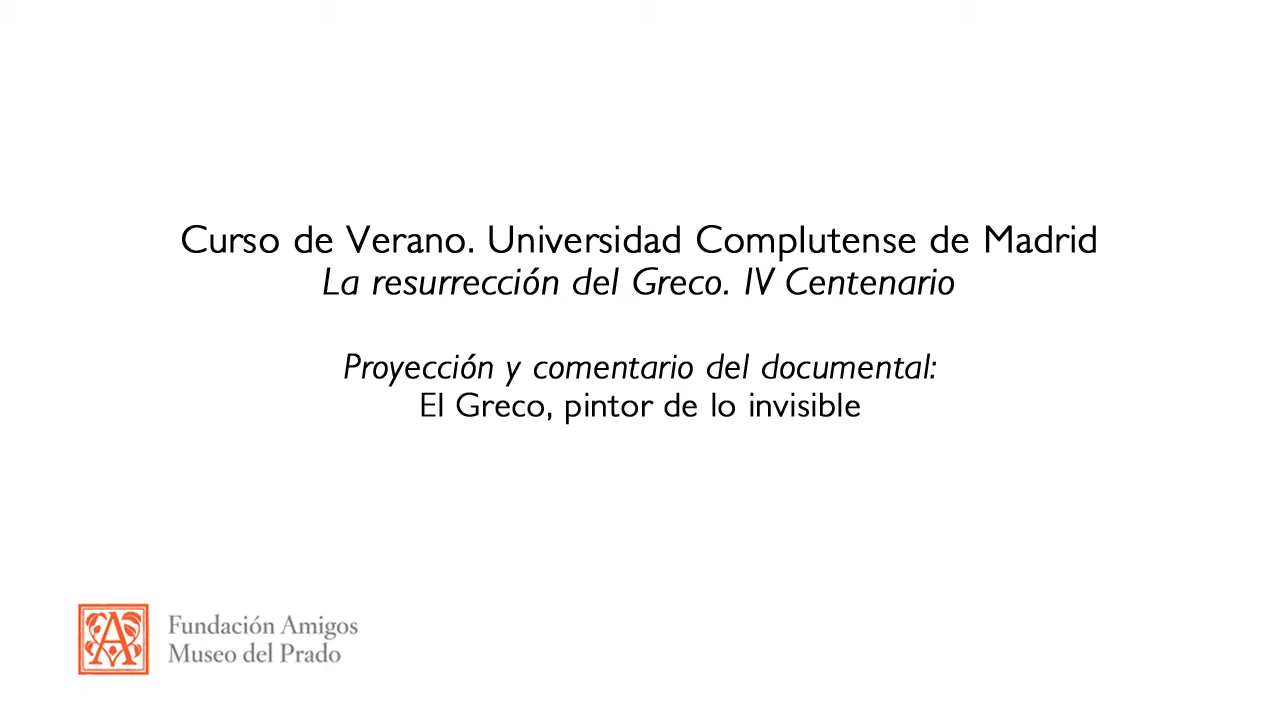 Curso de Verano. Universidad Complutense de Madrid
La resurrección del Greco. IV Centenario
Proyección y comentario del documental:
El Greco, pintor de lo invisible
A
Fundación Amigos
Museo del Prado